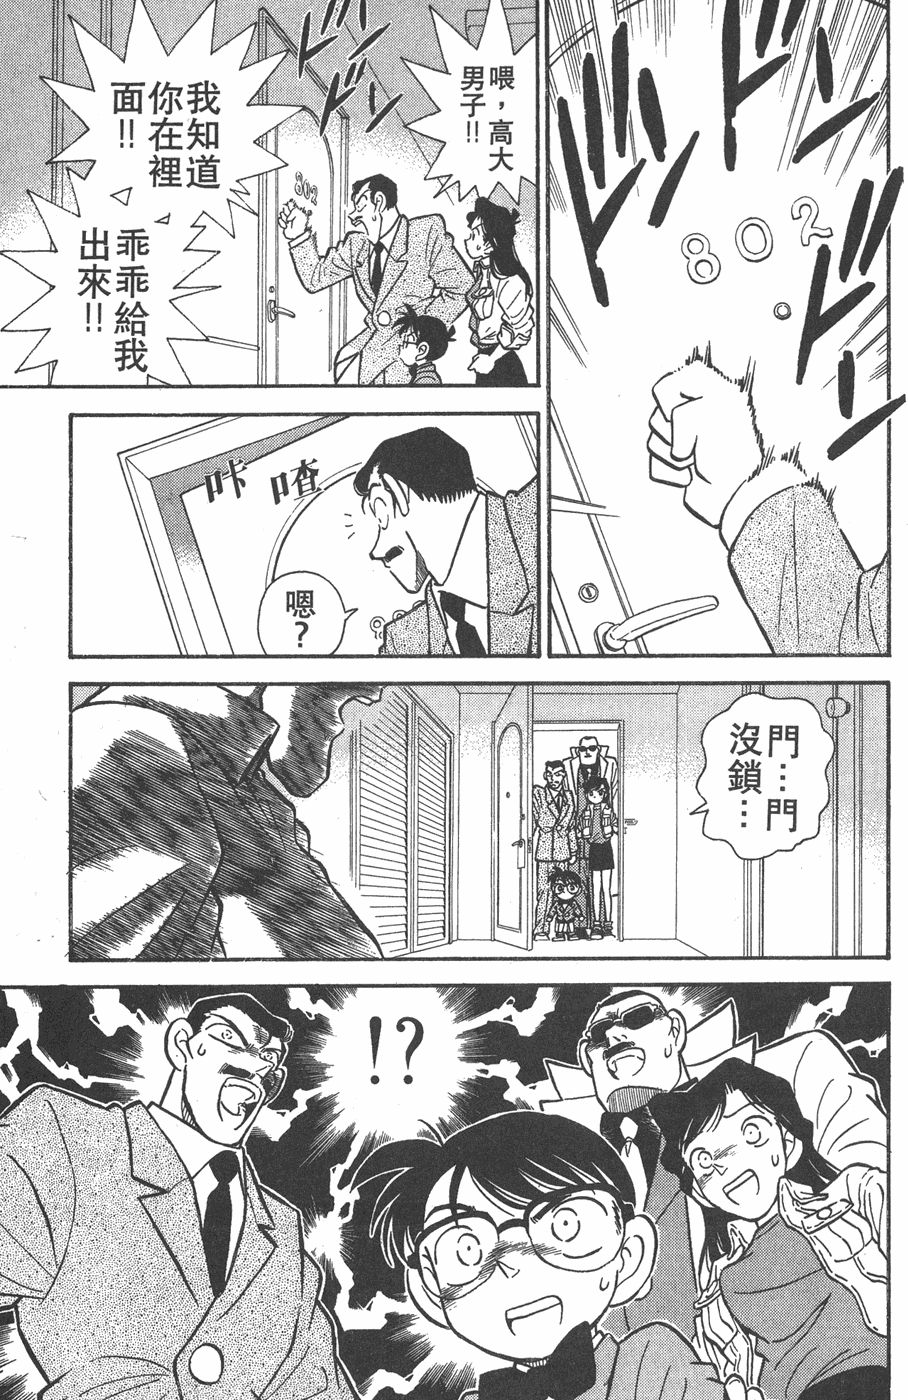 ドン
ドン
ドン
802
喂，高大
男子!!
ドン
ドン
我知道
你在裡
面!!
乖乖給我
出來!!
802
咔
喳
嗯?
門…門
沒鎖…
!?